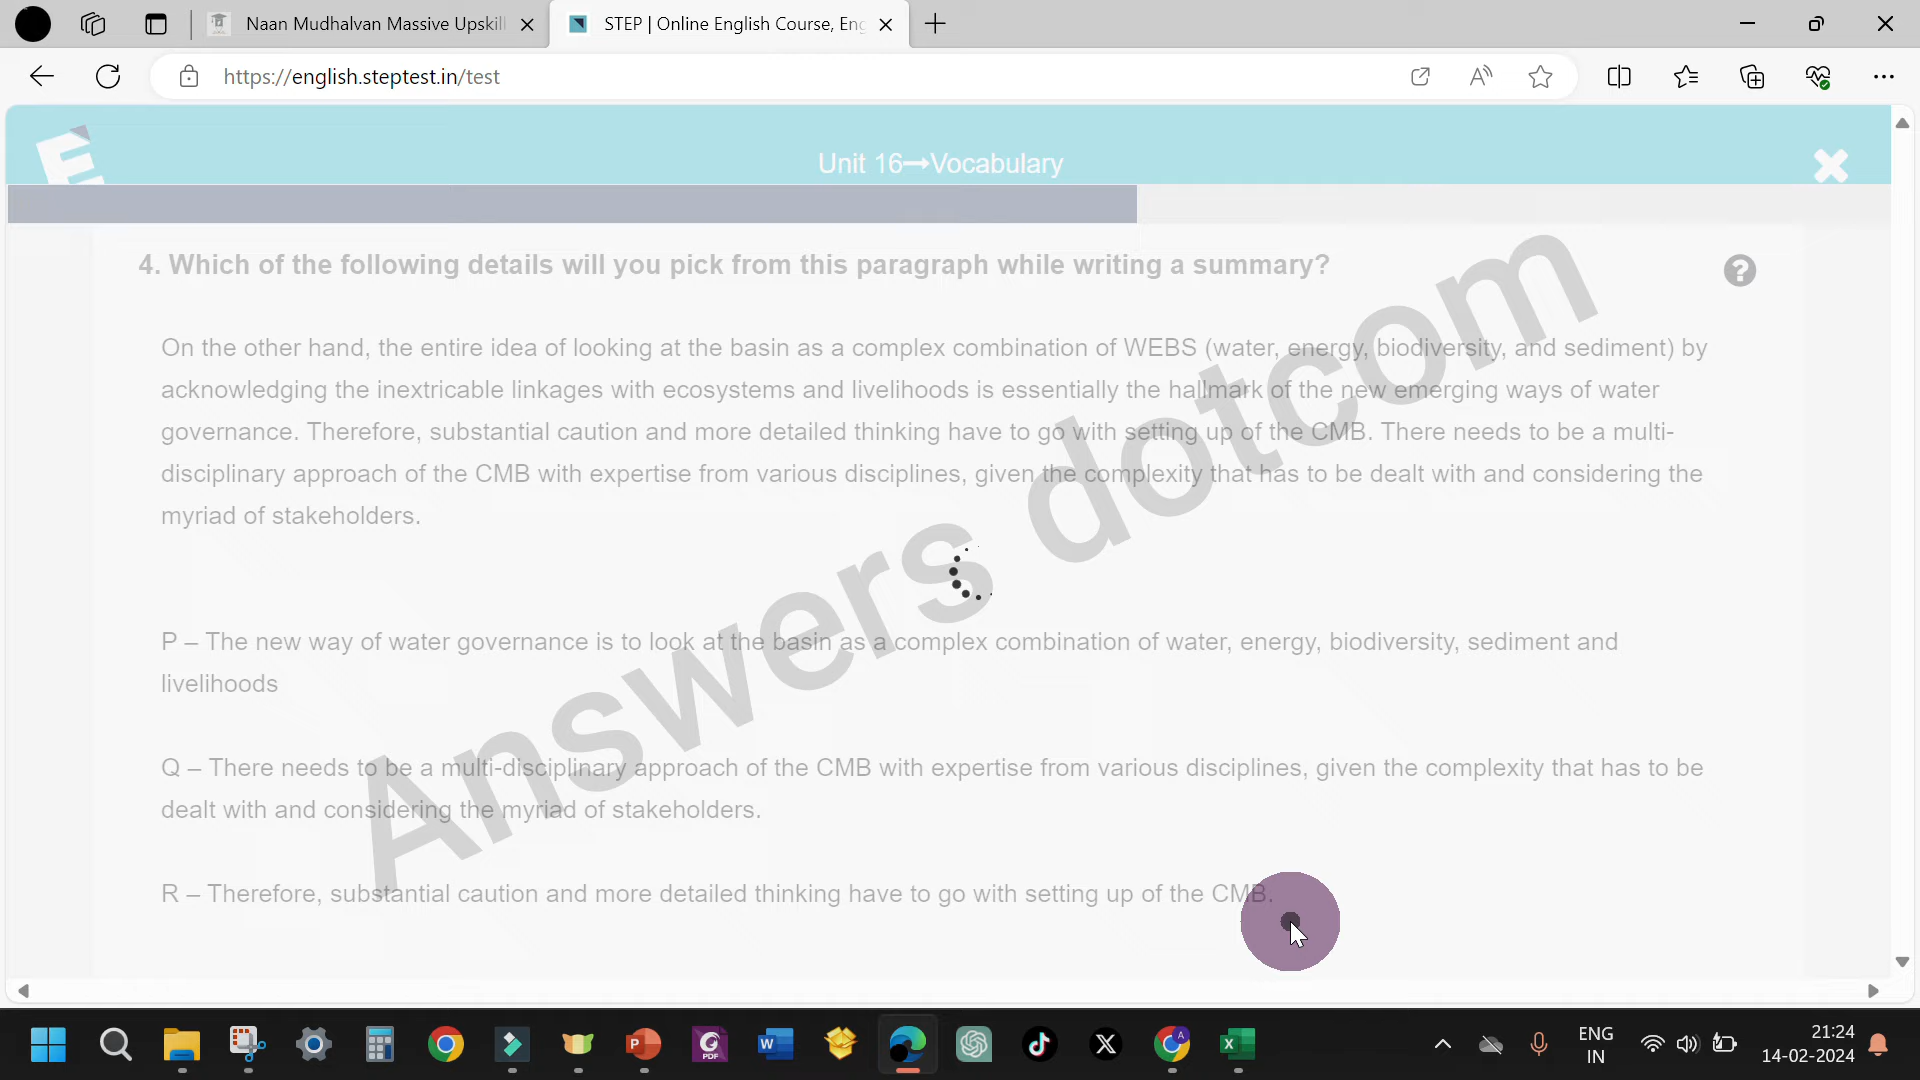 Naan Mudhalvan Massive Upskil
STEP | Online English Course, Eng
https://english.steptest.in/test
Unit 16→Vocabulary
4. Which of the following details will you pick from this paragraph while writing a summary?
On the other hand, the entire idea of looking at the basin as a complex combination of WEBS (water, energy, biodiversity, and sediment) by
acknowledging the inextricable linkages with ecosystems and livelihoods is essentially the hallmark of the new emerging ways of water
governance. Therefore, substantial caution and more detailed thinking have to go with setting up of the CMB. There needs to be a multi-
disciplinary approach of the CMB with expertise from various disciplines, given the complexity that has to be dealt with and considering the
myriad of stakeholders.
P – The new way of water governance is to look at the basin as a complex combination of water, energy, biodiversity, sediment and
livelihoods
Q – There needs to be a multi-disciplinary approach of the CMB with expertise from various disciplines, given the complexity that has to be
dealt with and considering the myriad of stakeholders.
R – Therefore, substantial caution and more detailed thinking have to go with setting up of the CMB.
Answers dotcom
ENG
IN
21:24
14-02-2024